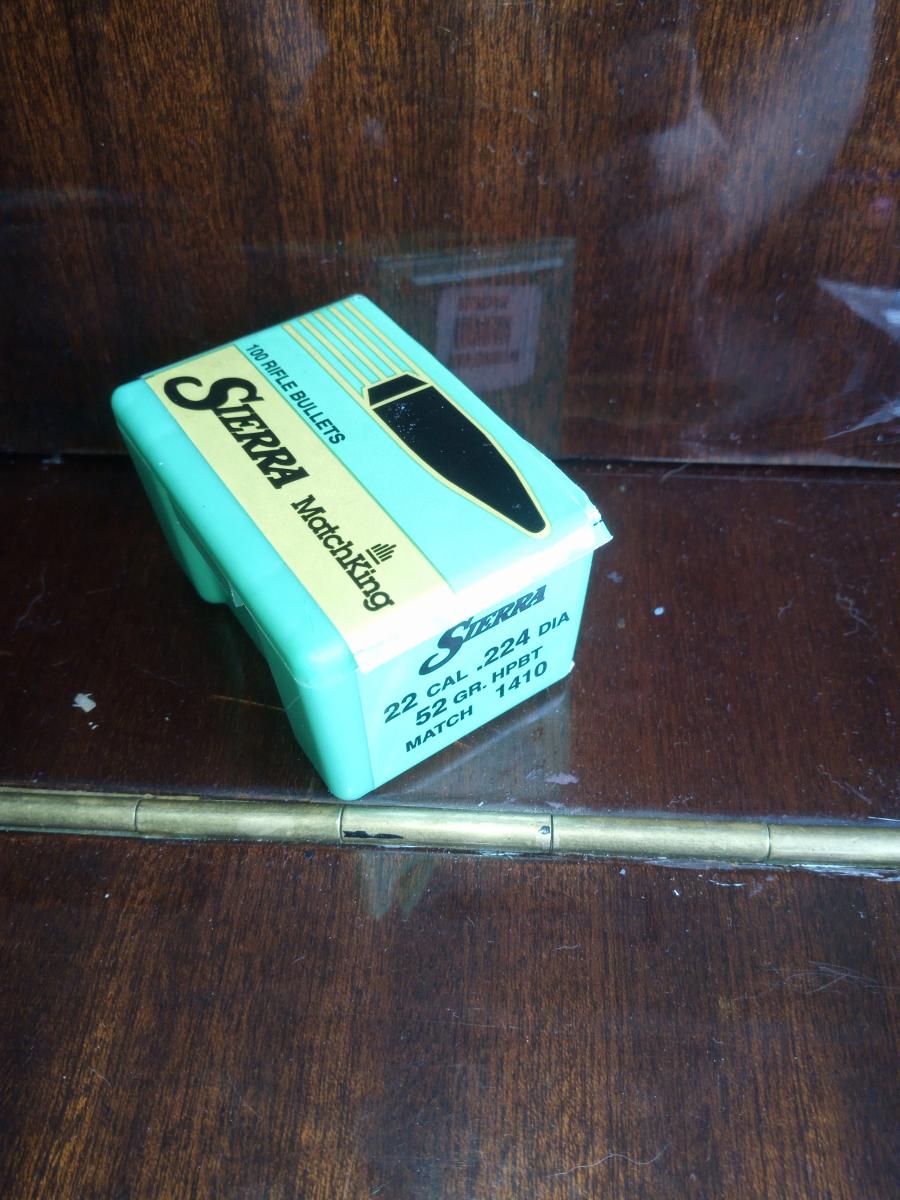 100 RIFLE BULLETS
SIERRA MatchKing
SIERRA
22 CAL .224 DIA
52 GR. HPBT
MATCH 1410